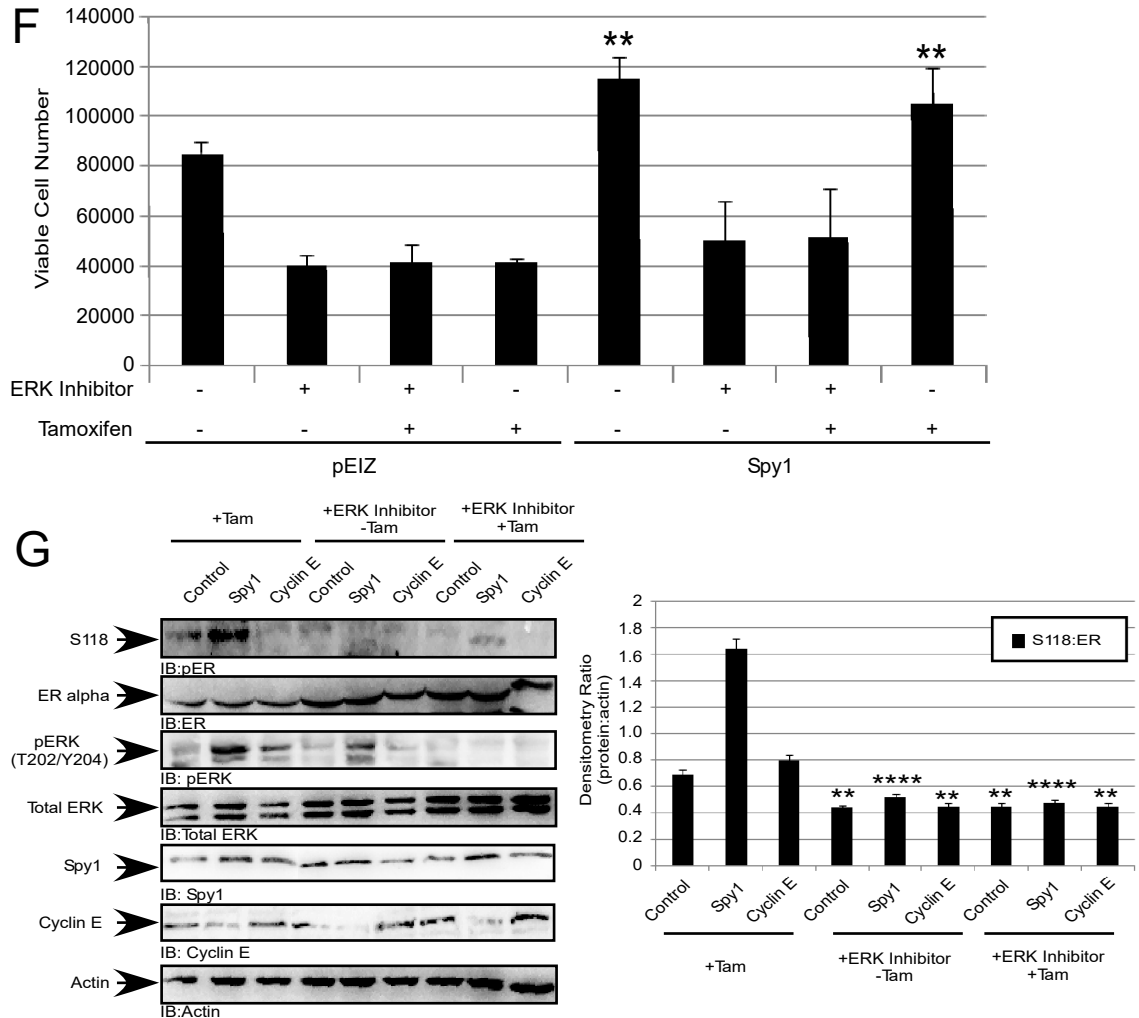 F
Viable Cell Number
140000
120000
100000
80000
60000
40000
20000
0
** **
ERK Inhibitor - + + - - + + -
Tamoxifen - - + + - - + +
pEIZ Spy1
G
+Tam
+ERK Inhibitor
-Tam
+ERK Inhibitor
+Tam
Control Spy1 Cyclin E Control Spy1 Cyclin E Control Spy1 Cyclin E
S118
IB:pER
ER alpha
IB:ER
pERK
(T202/Y204)
IB: pERK
Total ERK
IB:Total ERK
Spy1
IB: Spy1
Cyclin E
IB: Cyclin E
Actin
IB:Actin
Densitometry Ratio
(protein:actin)
2
1.8
1.6
1.4
1.2
1
0.8
0.6
0.4
0.2
0
S118:ER
** **** ** ** **** **
Control Spy1 Cyclin E Control Spy1 Cyclin E Control Spy1 Cyclin E
+Tam
+ERK Inhibitor
-Tam
+ERK Inhibitor
+Tam